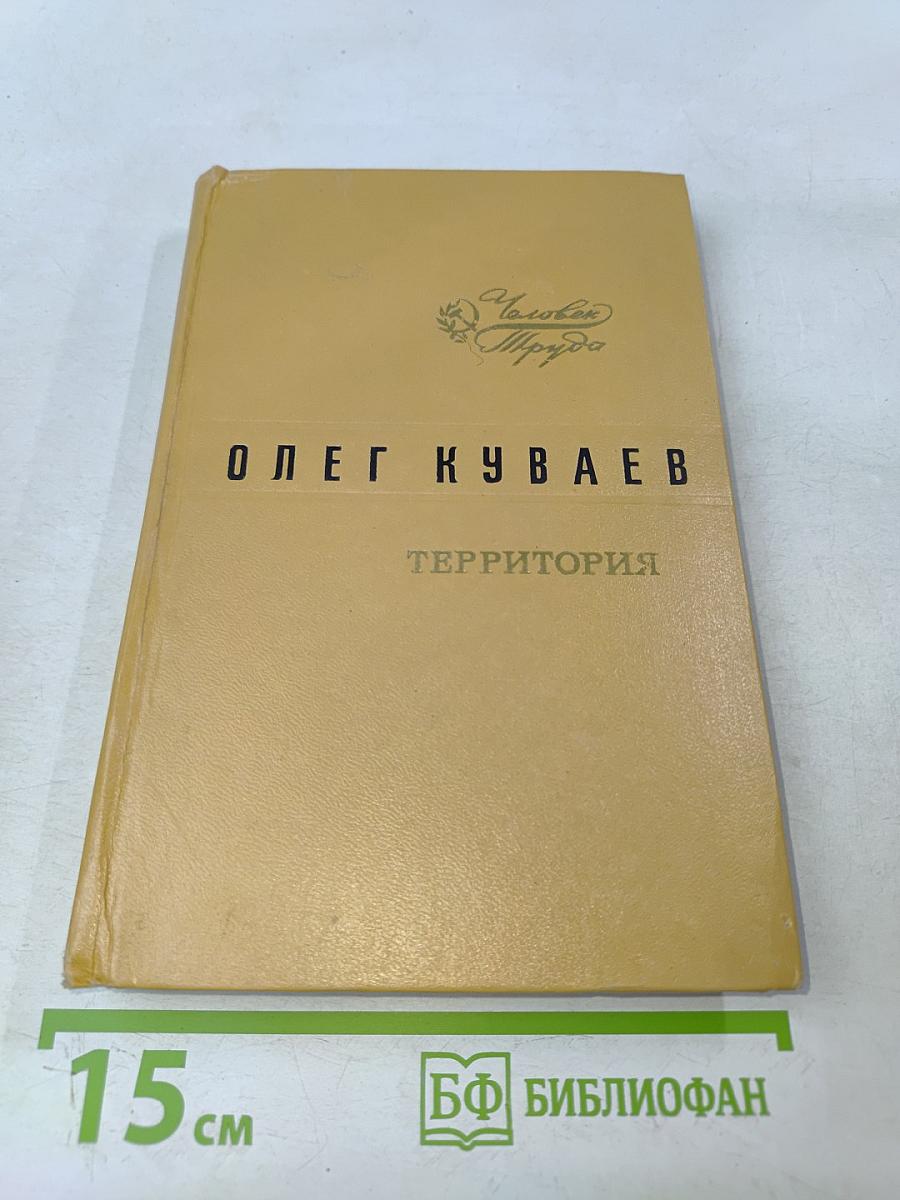 Человек
Труда
ОЛЕГ КУВАЕВ
ТЕРРИТОРИЯ
15 см
БФ БИБЛИОФАН